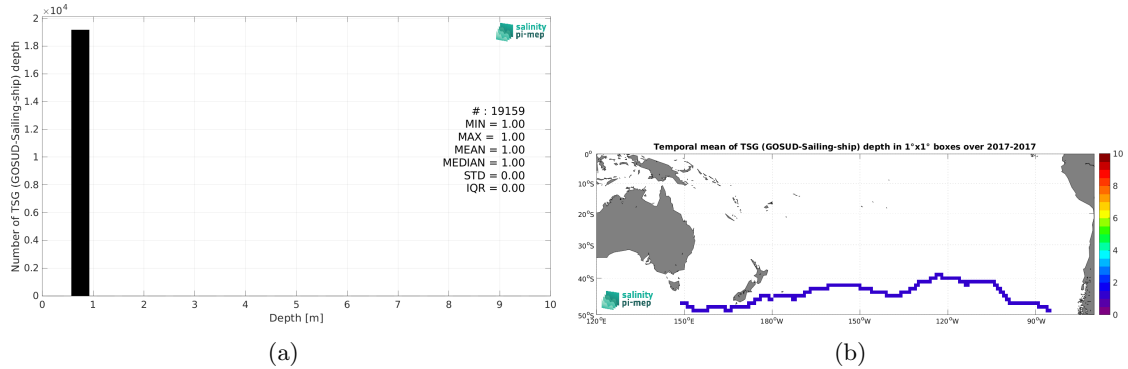 ×10⁴
2
1.8
1.6
1.4
1.2
1
0.8
0.6
0.4
0.2
0
Number of TSG (GOSUD-Sailing-ship) depth
salinity
pi-mep
# : 19159
MIN = 1.00
MAX = 1.00
MEAN = 1.00
MEDIAN = 1.00
STD = 0.00
IQR = 0.00
0 1 2 3 4 5 6 7 8 9 10
Depth [m]
(a)
Temporal mean of TSG (GOSUD-Sailing-ship) depth in 1°x1° boxes over 2017-2017
0°
10°S
20°S
30°S
40°S
50°S
salinity
pi-mep
120°E 150°E 180°W 150°W 120°W 90°W
10
8
6
4
2
0
(b)